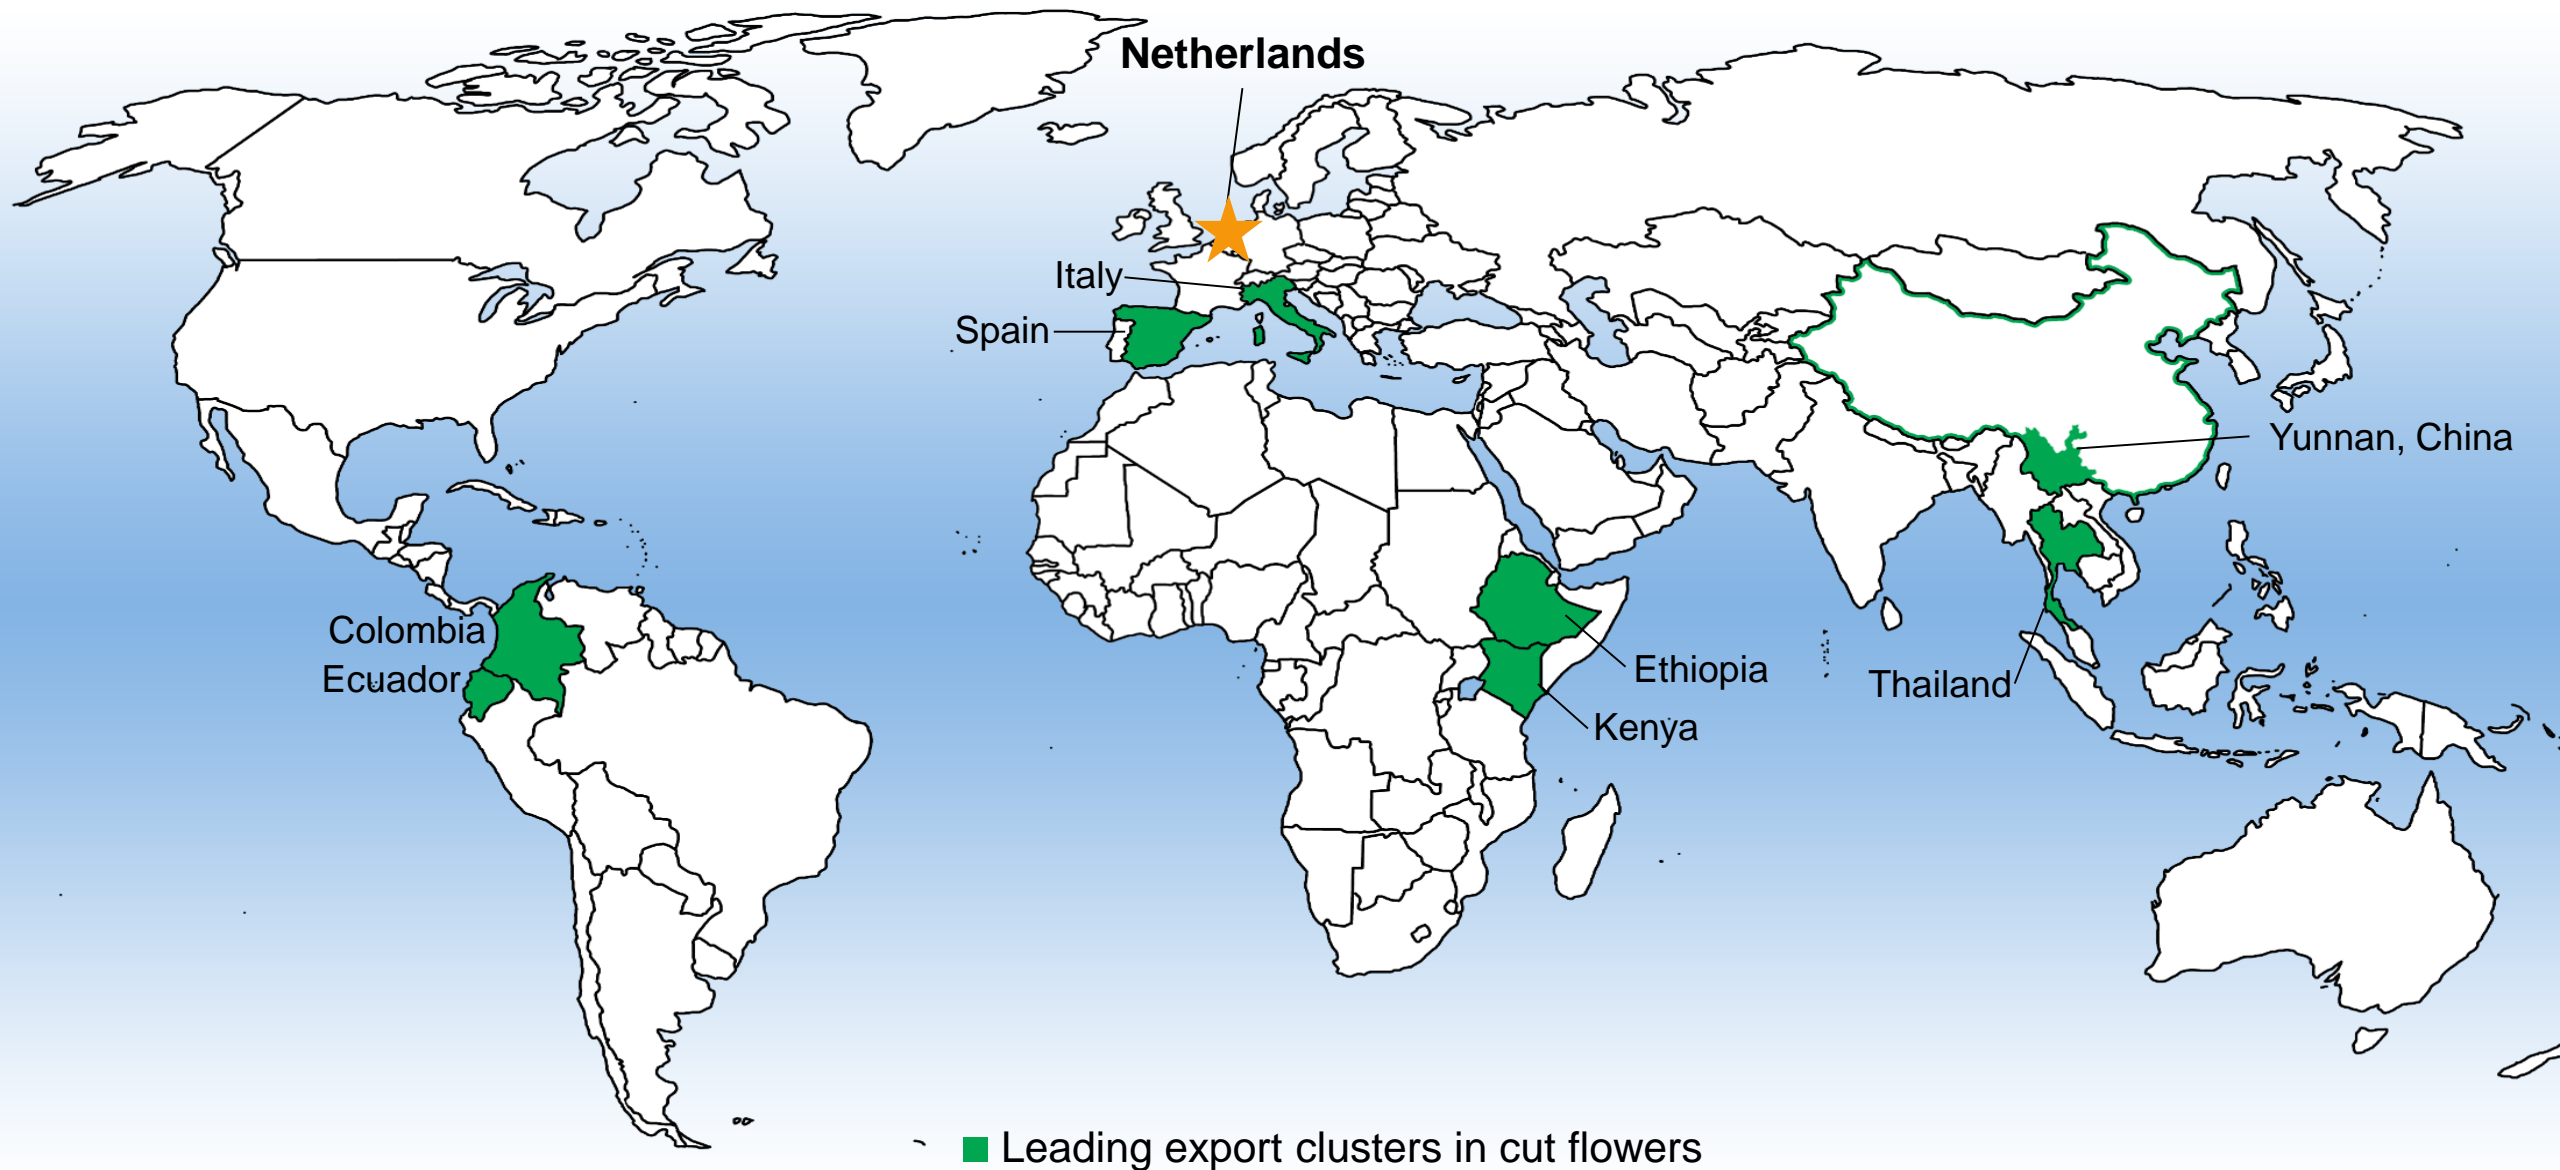 Netherlands
Italy
Spain
Yunnan, China
Colombia
Ecuador
Ethiopia
Thailand
Kenya
Leading export clusters in cut flowers